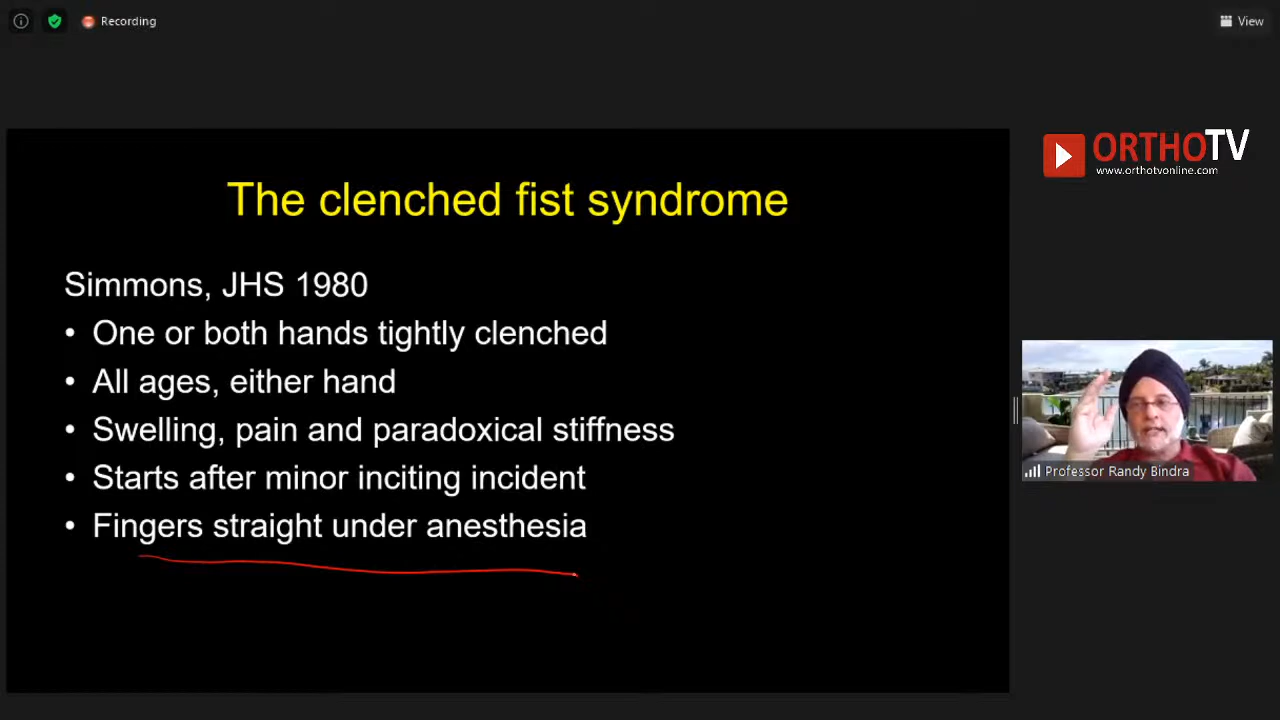 Recording
View
ORTHOTV
www.orthotvonline.com
The clenched fist syndrome
Simmons, JHS 1980
• One or both hands tightly clenched
• All ages, either hand
• Swelling, pain and paradoxical stiffness
• Starts after minor inciting incident
• Fingers straight under anesthesia
Professor Randy Bindra